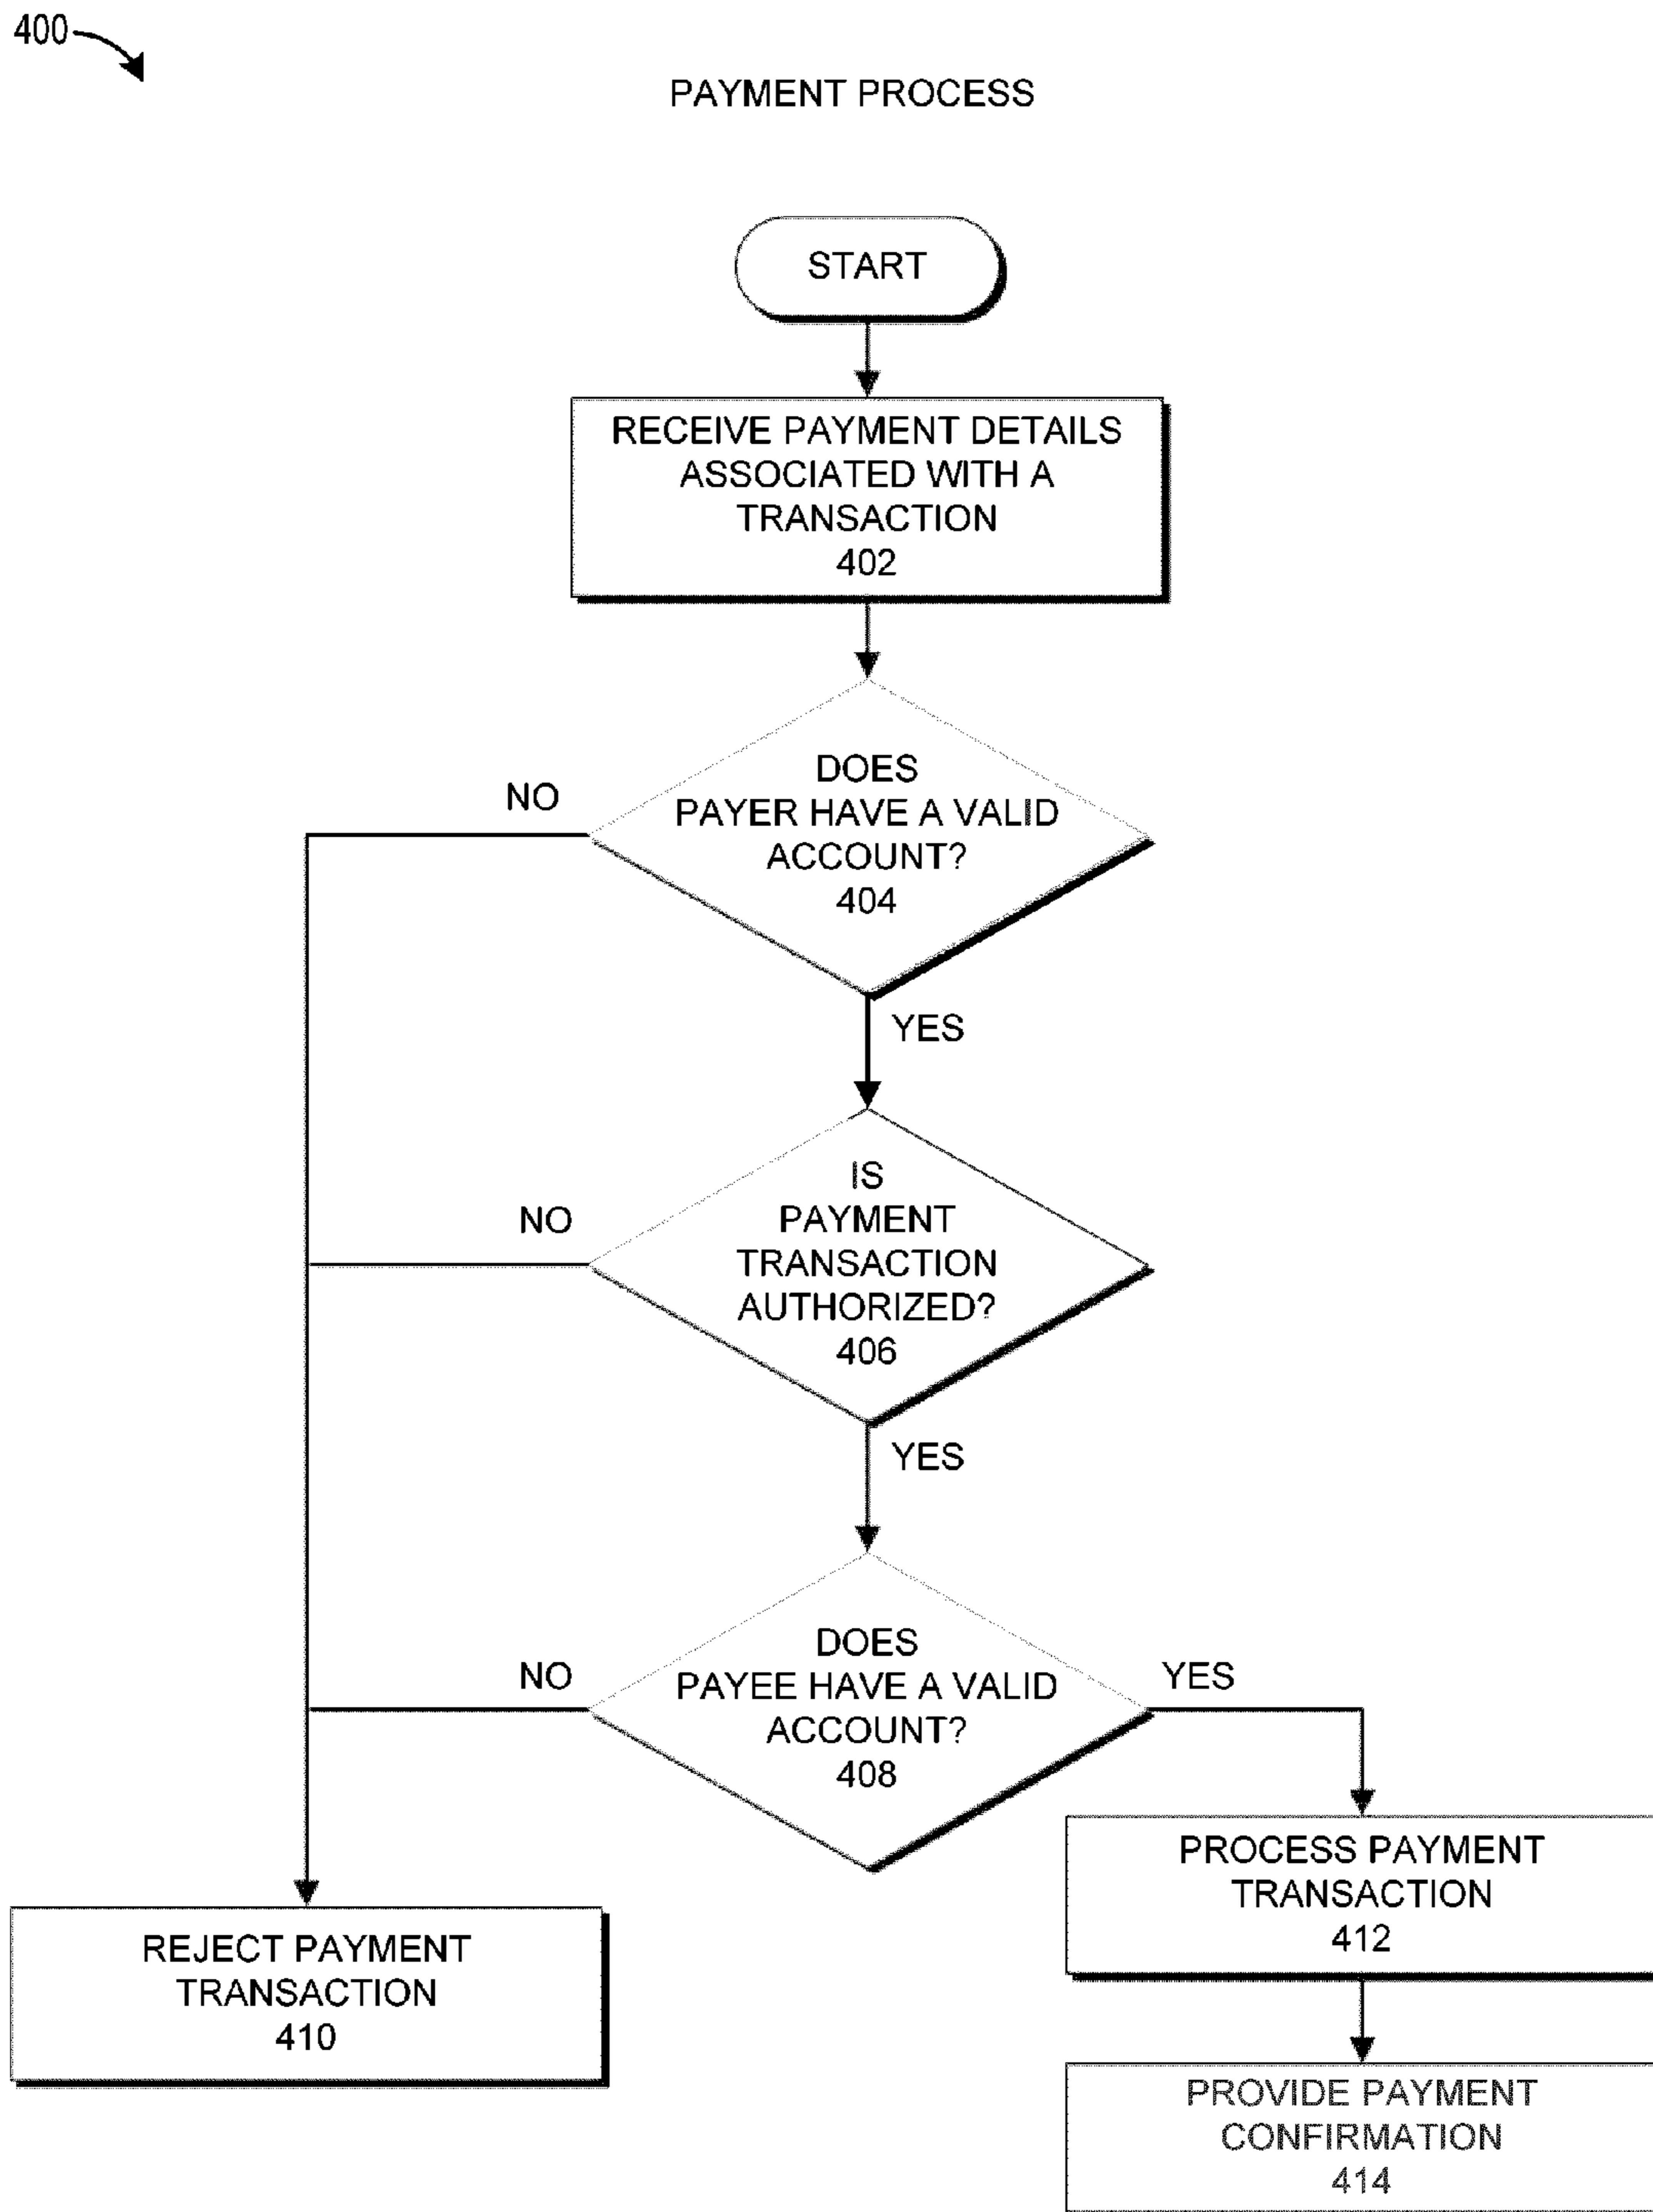 400
PAYMENT PROCESS
START
RECEIVE PAYMENT DETAILS
ASSOCIATED WITH A
TRANSACTION
402
DOES
PAYER HAVE A VALID
ACCOUNT?
404
NO
YES
IS
PAYMENT
TRANSACTION
AUTHORIZED?
406
NO
YES
DOES
PAYEE HAVE A VALID
ACCOUNT?
408
NO
YES
REJECT PAYMENT
TRANSACTION
410
PROCESS PAYMENT
TRANSACTION
412
PROVIDE PAYMENT
CONFIRMATION
414